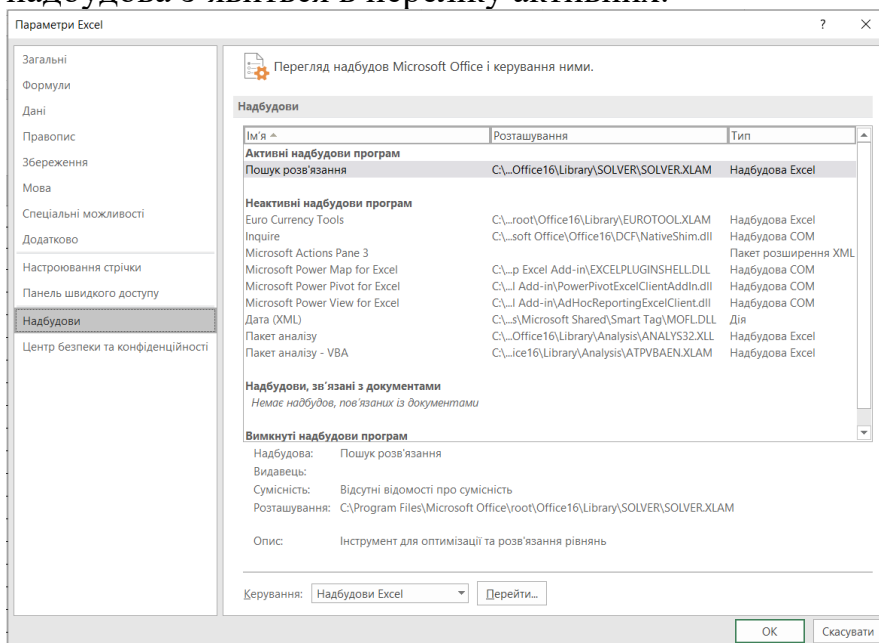 надбудова з'явиться в переліку активних.
Параметри Excel ? ×
Загальні
Формули
Дані
Правопис
Збереження
Мова
Спеціальні можливості
Додатково
Настроювання стрічки
Панель швидкого доступу
Надбудови
Центр безпеки та конфіденційності
Перегляд надбудов Microsoft Office і керування ними.
Надбудови
Ім'я Розташування Тип
Активні надбудови програм
Пошук розв'язання C:\...Office16\Library\SOLVER\SOLVER.XLAM Надбудова Excel
Неактивні надбудови програм
Euro Currency Tools C:\...root\Office16\Library\EUROTOOL.XLAM Надбудова Excel
Inquire C:\...soft Office\Office16\DCF\NativeShim.dll Надбудова COM
Microsoft Actions Pane 3 Пакет розширення XML
Microsoft Power Map for Excel C:\...p Excel Add-in\EXCELPLUGINSHELL.DLL Надбудова COM
Microsoft Power Pivot for Excel C:\...l Add-in\PowerPivotExcelClientAddIn.dll Надбудова COM
Microsoft Power View for Excel C:\...l Add-in\AdHocReportingExcelClient.dll Надбудова COM
Дата (XML) C:\...s\Microsoft Shared\Smart Tag\MOFL.DLL Дія
Пакет аналізу C:\...Office16\Library\Analysis\ANALYS32.XLL Надбудова Excel
Пакет аналізу - VBA C:\...ice16\Library\Analysis\ATPVBAEN.XLAM Надбудова Excel
Надбудови, зв'язані з документами
Немає надбудов, пов'язаних із документами
Вимкнуті надбудови програм
Надбудова: Пошук розв'язання
Видавець:
Сумісність: Відсутні відомості про сумісність
Розташування: C:\Program Files\Microsoft Office\root\Office16\Library\SOLVER\SOLVER.XLAM
Опис: Інструмент для оптимізації та розв'язання рівнянь
Керування: Надбудови Excel Перейти...
ОК Скасувати